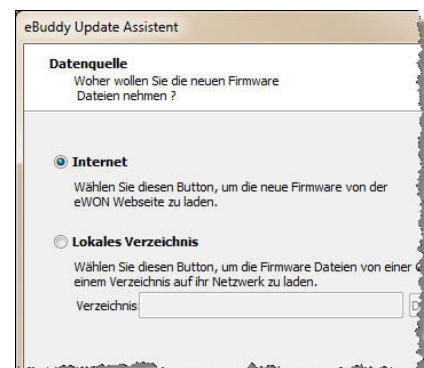 eBuddy Update Assistent
Datenquelle
Woher wollen Sie die neuen Firmware
Dateien nehmen ?
Internet
Wählen Sie diesen Button, um die neue Firmware von der
eWON Webseite zu laden.
Lokales Verzeichnis
Wählen Sie diesen Button, um die Firmware Dateien von einer
einem Verzeichnis auf ihr Netzwerk zu laden.
Verzeichnis